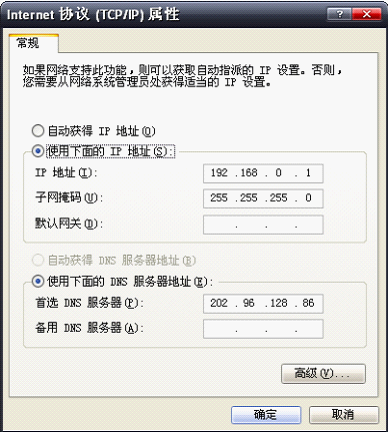 Internet 协议 (TCP/IP) 属性
常规
如果网络支持此功能，则可以获取自动指派的 IP 设置。否则，
您需要从网络系统管理员处获得适当的 IP 设置。
自动获得 IP 地址(O)
使用下面的 IP 地址(S):
IP 地址(I): 192 .168 . 0 . 1
子网掩码(U): 255 .255 .255 . 0
默认网关(D): . . .
自动获得 DNS 服务器地址(B)
使用下面的 DNS 服务器地址(E):
首选 DNS 服务器(P): 202 . 96 .128 . 86
备用 DNS 服务器(A): . . .
高级(V)...
确定 取消